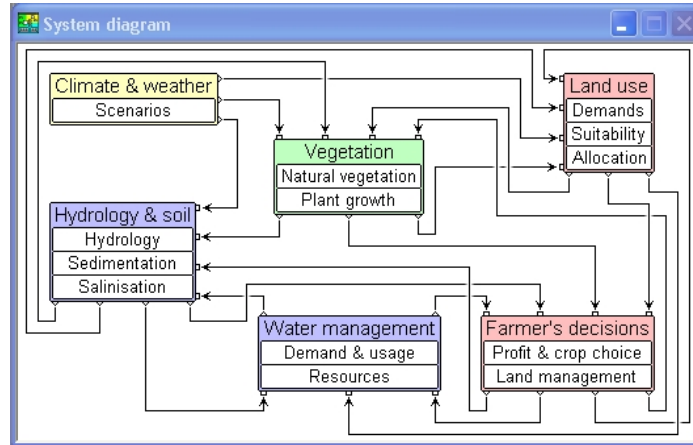 System diagram
Climate & weather
Scenarios
Land use
Demands
Suitability
Allocation
Vegetation
Natural vegetation
Plant growth
Hydrology & soil
Hydrology
Sedimentation
Salinisation
Water management
Demand & usage
Resources
Farmer's decisions
Profit & crop choice
Land management